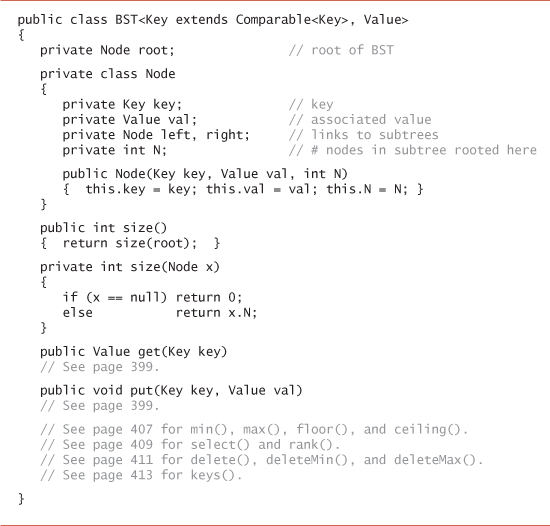 public class BST<Key extends Comparable<Key>, Value>
{
private Node root; // root of BST
private class Node
{
private Key key; // key
private Value val; // associated value
private Node left, right; // links to subtrees
private int N; // # nodes in subtree rooted here
public Node(Key key, Value val, int N)
{ this.key = key; this.val = val; this.N = N; }
}
public int size()
{ return size(root); }
private int size(Node x)
{
if (x == null) return 0;
else return x.N;
}
public Value get(Key key)
// See page 399.
public void put(Key key, Value val)
// See page 399.
// See page 407 for min(), max(), floor(), and ceiling().
// See page 409 for select() and rank().
// See page 411 for delete(), deleteMin(), and deleteMax().
// See page 413 for keys().
}